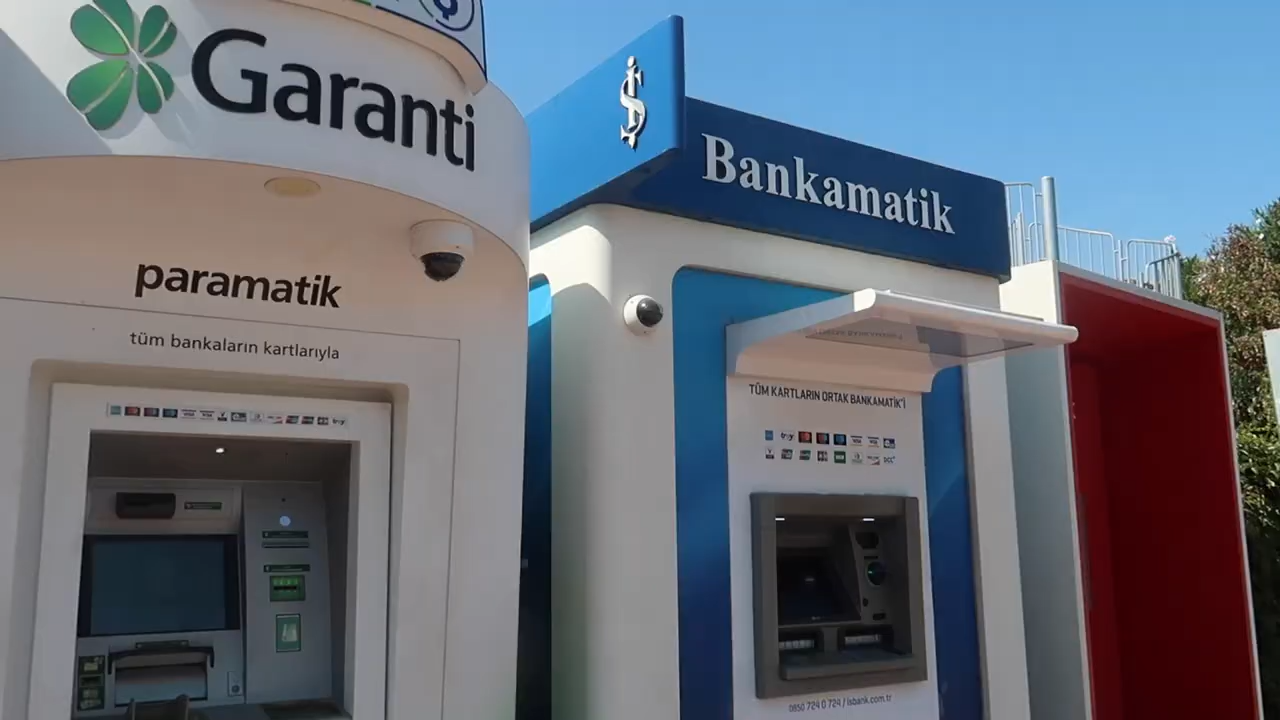 Garanti
paramatik
tüm bankaların kartlarıyla
İŞ
Bankamatik
TÜM KARTLARIN ORTAK BANKAMATİK'İ
0850 724 0 724 / isbank.com.tr